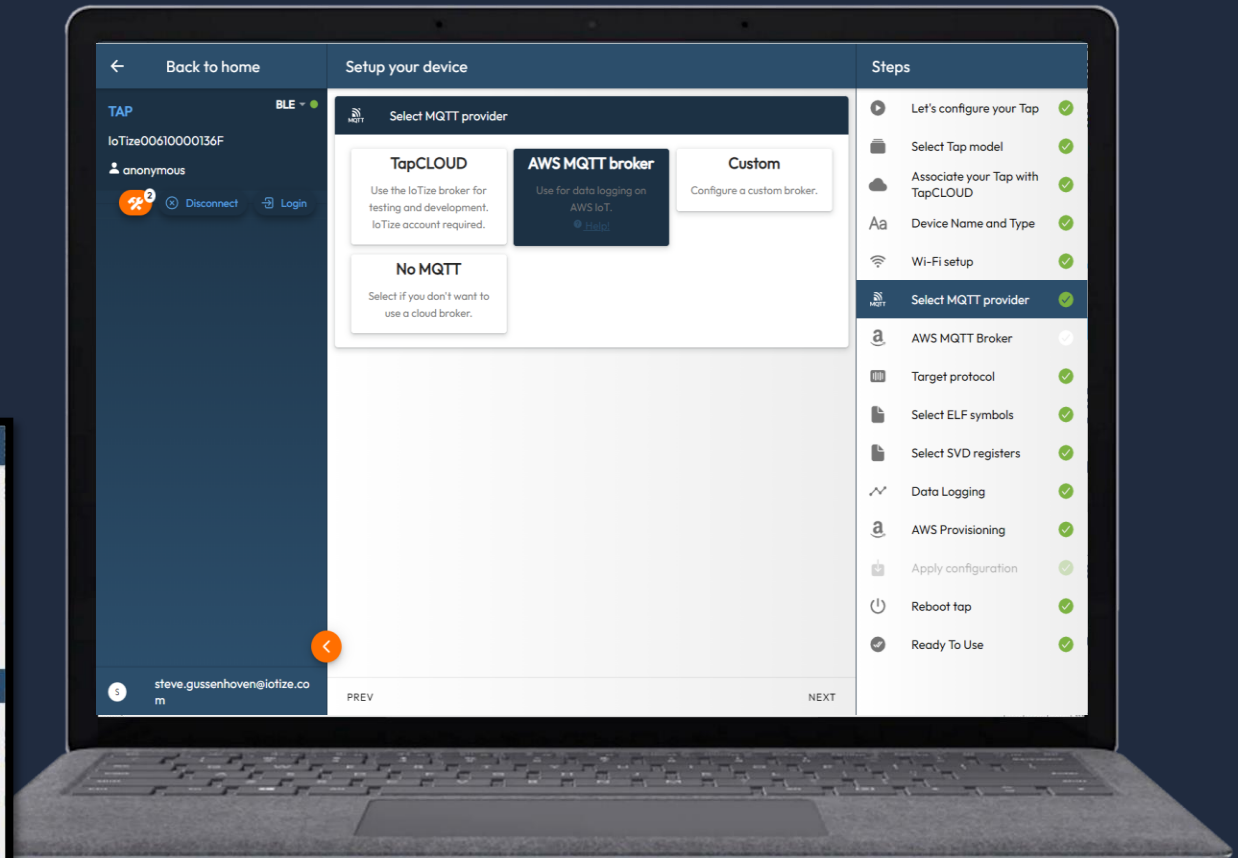 Back to home
Setup your device
Steps
TAP
BLE
IoTize00610000136F
anonymous
2
Disconnect
Login
S
steve.gussenhoven@iotize.co
m
MQTT
Select MQTT provider
TapCLOUD
Use the IoTize broker for
testing and development.
IoTize account required.
AWS MQTT broker
Use for data logging on
AWS IoT.
Help!
Custom
Configure a custom broker.
No MQTT
Select if you don't want to
use a cloud broker.
PREV
NEXT
Let's configure your Tap
Select Tap model
Associate your Tap with
TapCLOUD
Aa Device Name and Type
Wi-Fi setup
MQTT Select MQTT provider
a AWS MQTT Broker
Target protocol
Select ELF symbols
Select SVD registers
Data Logging
a AWS Provisioning
Apply configuration
Reboot tap
Ready To Use